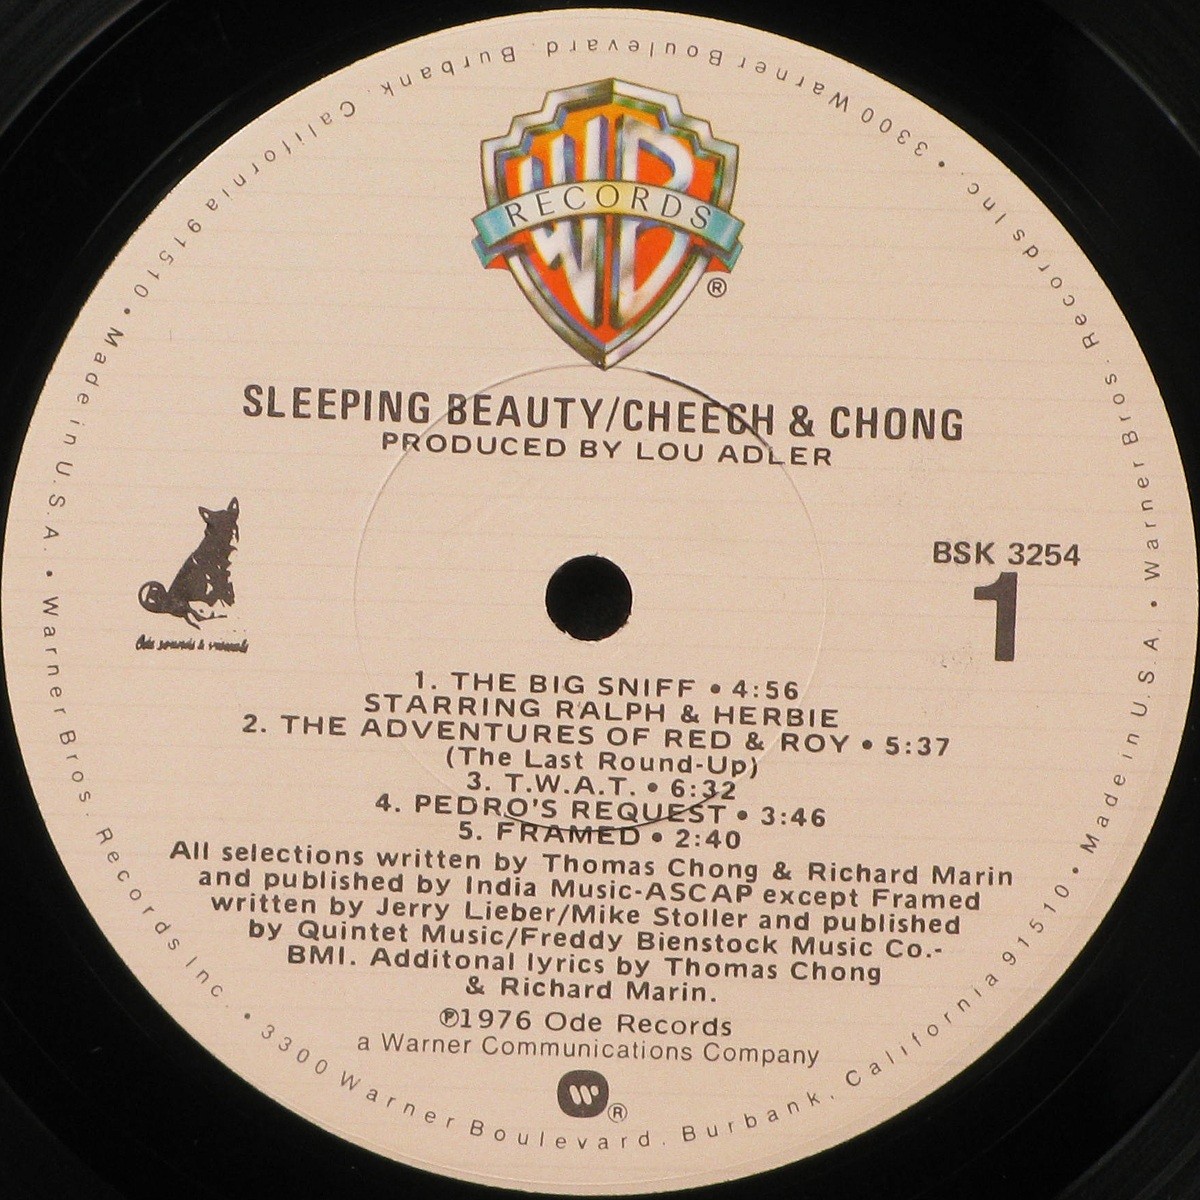 WB
RECORDS
®
SLEEPING BEAUTY/CHEECH & CHONG
PRODUCED BY LOU ADLER
Ode sounds & visuals
BSK 3254
1
1. THE BIG SNIFF • 4:56
STARRING RALPH & HERBIE
2. THE ADVENTURES OF RED & ROY • 5:37
(The Last Round-Up)
3. T.W.A.T. • 6:32
4. PEDRO'S REQUEST • 3:46
5. FRAMED • 2:40
All selections written by Thomas Chong & Richard Marin
and published by India Music-ASCAP except Framed
written by Jerry Lieber/Mike Stoller and published
by Quintet Music/Freddy Bienstock Music Co.-
BMI. Additonal lyrics by Thomas Chong
& Richard Marin.
℗1976 Ode Records
a Warner Communications Company
W ®
Warner Bros. Records Inc. • 3300 Warner Boulevard. Burbank. California 91510 • Made in U.S.A. • Warner Bros. Records Inc. • 3300 Warner Boulevard. Burbank. California 91510 • Made in U.S.A. •